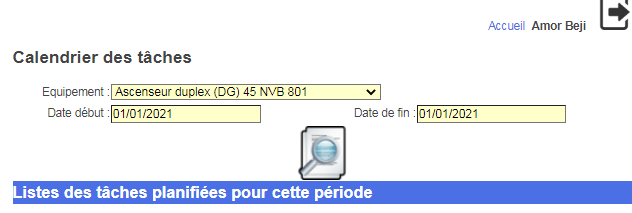 Accueil Amor Beji
Calendrier des tâches
Equipement : Ascenseur duplex (DG) 45 NVB 801
Date début : 01/01/2021 Date de fin : 01/01/2021
Listes des tâches planifiées pour cette période